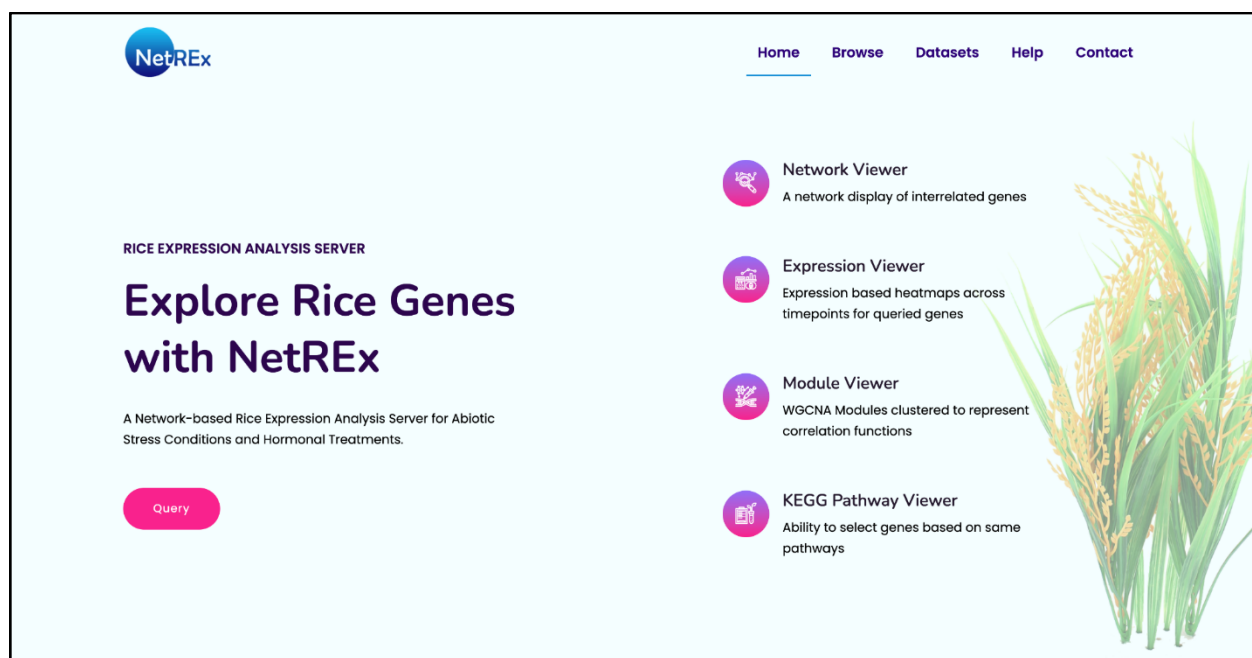 NetREx
Home Browse Datasets Help Contact
RICE EXPRESSION ANALYSIS SERVER
Explore Rice Genes
with NetREx
A Network-based Rice Expression Analysis Server for Abiotic
Stress Conditions and Hormonal Treatments.
Query
Network Viewer
A network display of interrelated genes
Expression Viewer
Expression based heatmaps across
timepoints for queried genes
Module Viewer
WGCNA Modules clustered to represent
correlation functions
KEGG Pathway Viewer
Ability to select genes based on same
pathways